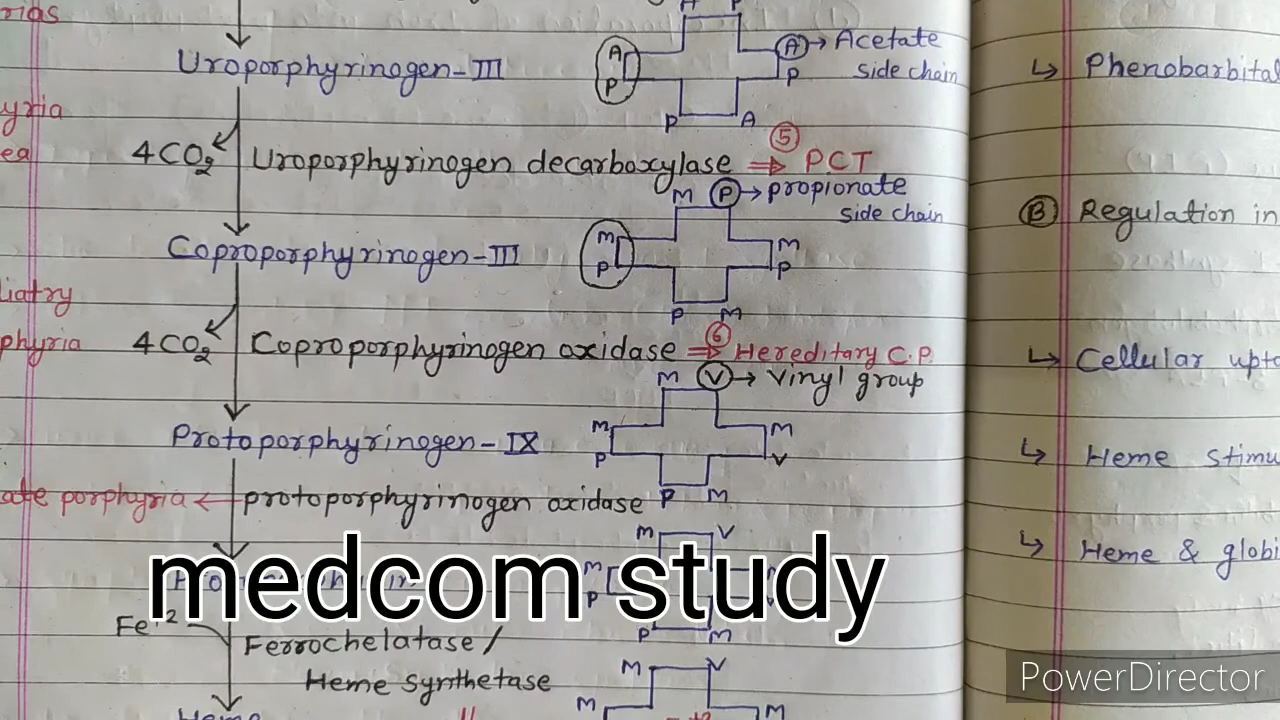 rias
Uroporphyrinogen-III
A P
A → Acetate
P side chain
P A
yria
ea
4CO2 Uroporphyrinogen decarboxylase ⇒ ⑤ PCT
M P → propionate
side chain
Coproporphyrinogen-III
M M
P P
P M
iatry
phyria
4CO2 Coproporphyrinogen oxidase ⇒ ⑥ Hereditary C.P.
M V → Vinyl group
Protoporphyrinogen-IX
M M
P V
P M
ate porphyria ← protoporphyrinogen oxidase
M V
M
P
P M
medcom study
Fe+2
Ferrochelatase /
Heme synthetase
M V
M M
↳ Phenobarbital
Ⓑ Regulation in
↳ Cellular upta
↳ Heme stimu
↳ Heme & globi
PowerDirector